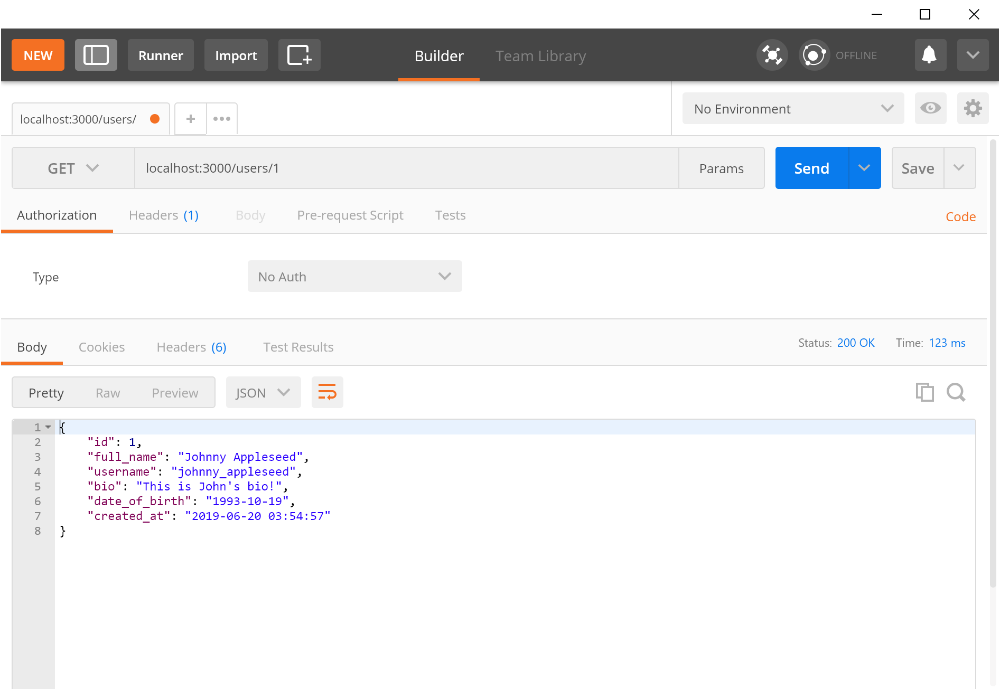 NEW Runner Import Builder Team Library OFFLINE
localhost:3000/users/ No Environment
GET localhost:3000/users/1 Params Send Save
Authorization Headers (1) Body Pre-request Script Tests Code
Type No Auth
Body Cookies Headers (6) Test Results Status: 200 OK Time: 123 ms
Pretty Raw Preview JSON
1 {
2 "id": 1,
3 "full_name": "Johnny Appleseed",
4 "username": "johnny_appleseed",
5 "bio": "This is John's bio!",
6 "date_of_birth": "1993-10-19",
7 "created_at": "2019-06-20 03:54:57"
8 }